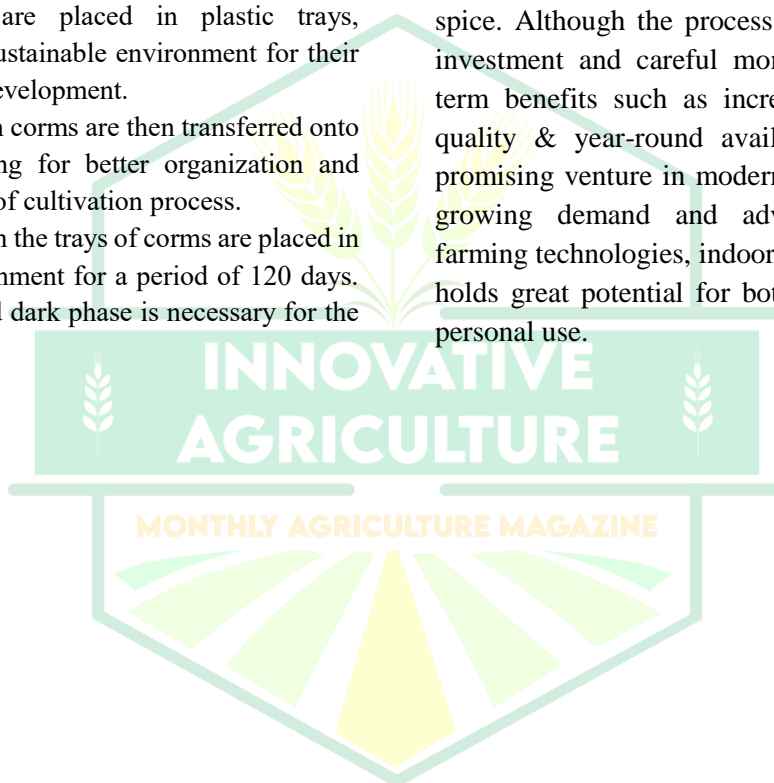 are placed in plastic trays,
ustainable environment for their
evelopment.
n corms are then transferred onto
ng for better organization and
of cultivation process.
n the trays of corms are placed in
nment for a period of 120 days.
l dark phase is necessary for the
spice. Although the process
investment and careful mor
term benefits such as incre
quality & year-round avail
promising venture in modern
growing demand and adv
farming technologies, indoor
holds great potential for bot
personal use.
INNOVATIVE
AGRICULTURE
MONTHLY AGRICULTURE MAGAZINE